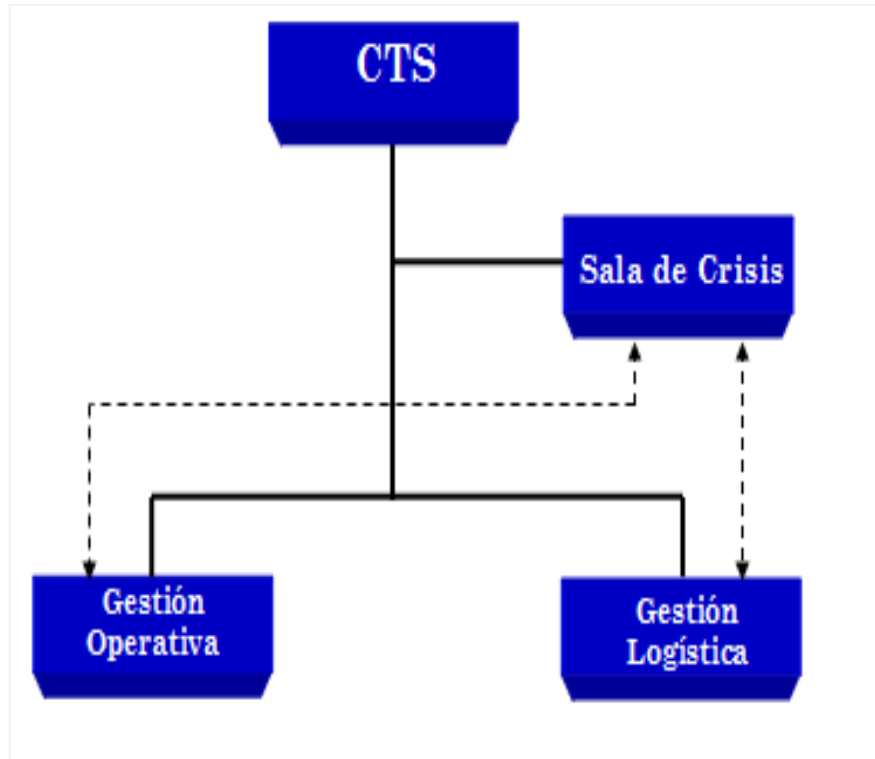 CTS
Sala de Crisis
Gestión
Operativa
Gestión
Logística